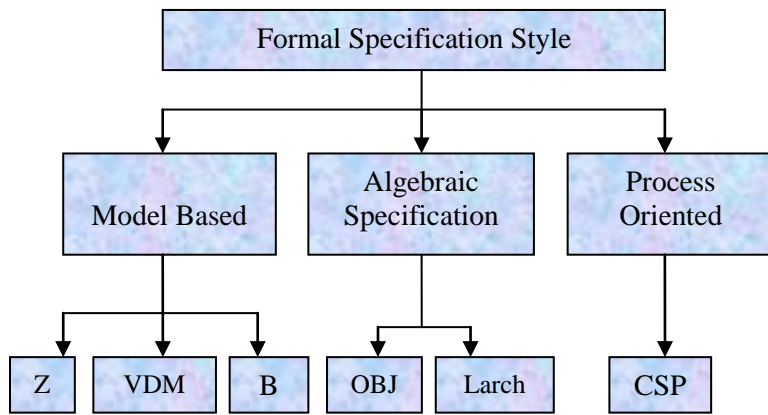 Formal Specification Style
Model Based
Algebraic
Specification
Process
Oriented
Z
VDM
B
OBJ
Larch
CSP